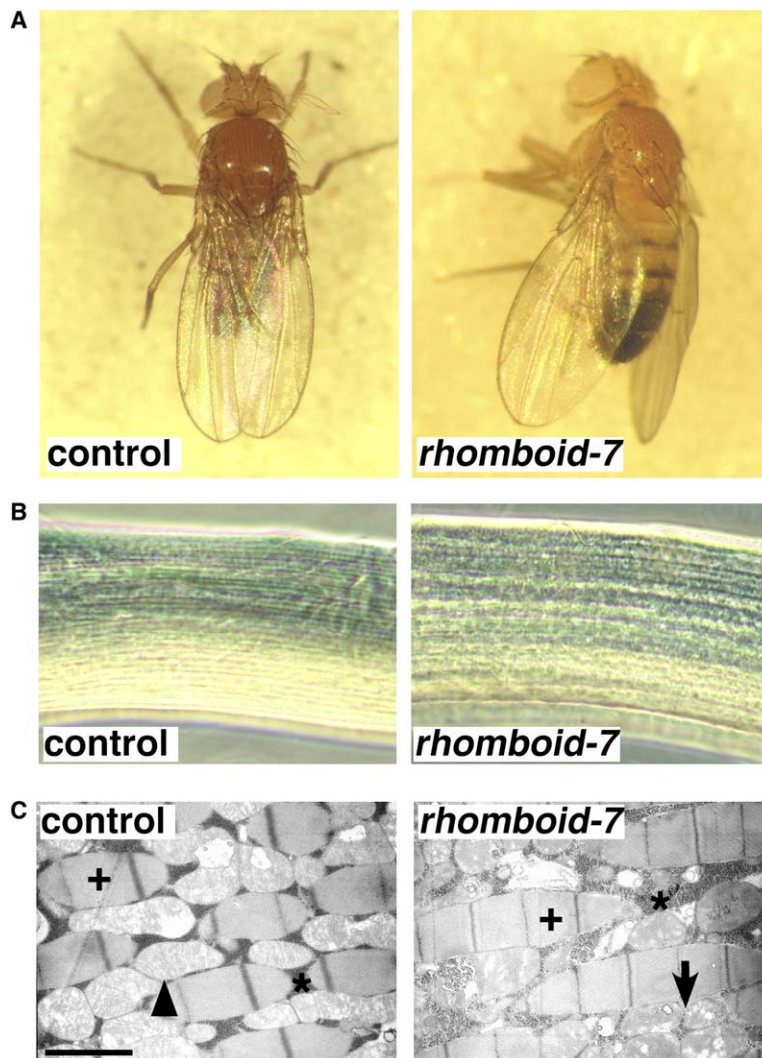 A
control
rhomboid-7
B
control
rhomboid-7
C
control
rhomboid-7
+
*
+
*